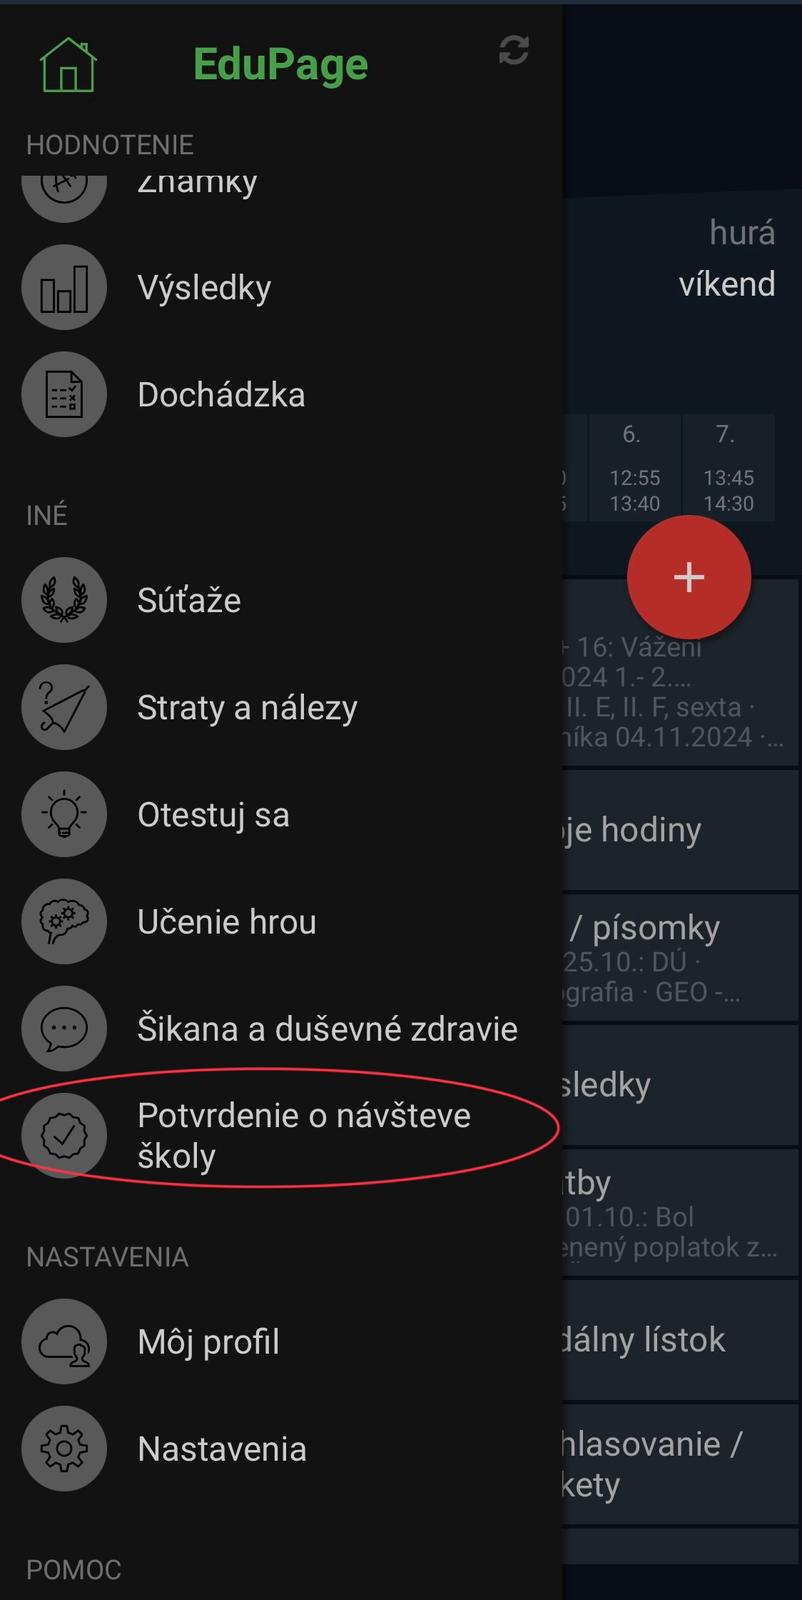 EduPage
HODNOTENIE
Známky
Výsledky
Dochádzka
INÉ
Súťaže
Straty a nálezy
Otestuj sa
Učenie hrou
Šikana a duševné zdravie
Potvrdenie o návšteve
školy
NASTAVENIA
Môj profil
Nastavenia
POMOC
hurá
víkend
6. 7.
12:55 13:45
13:40 14:30
+
+ 16: Vážení
024 1.- 2....
II. E, II. F, sexta ·
níka 04.11.2024 ·...
je hodiny
/ písomky
25.10.: DÚ ·
grafia · GEO -...
sledky
tby
01.10.: Bol
enený poplatok z...
dálny lístok
hlasovanie /
kety